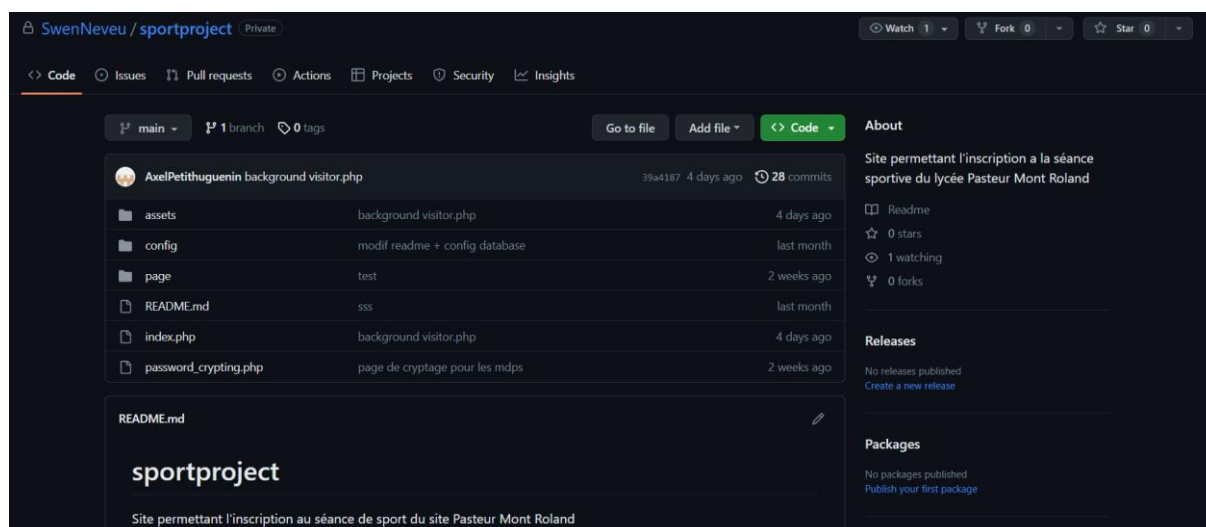 SwenNeveu / sportproject Private
Watch 1 Fork 0 Star 0
<> Code Issues Pull requests Actions Projects Security Insights
main 1 branch 0 tags Go to file Add file <> Code
AxelPetithuguenin background visitor.php 39a4187 4 days ago 28 commits
assets background visitor.php 4 days ago
config modif readme + config database last month
page test 2 weeks ago
README.md sss last month
index.php background visitor.php 4 days ago
password_crypting.php page de cryptage pour les mdps 2 weeks ago
README.md
sportproject
Site permettant l'inscription au séance de sport du site Pasteur Mont Roland
About
Site permettant l'inscription a la séance
sportive du lycée Pasteur Mont Roland
Readme
0 stars
1 watching
0 forks
Releases
No releases published
Create a new release
Packages
No packages published
Publish your first package